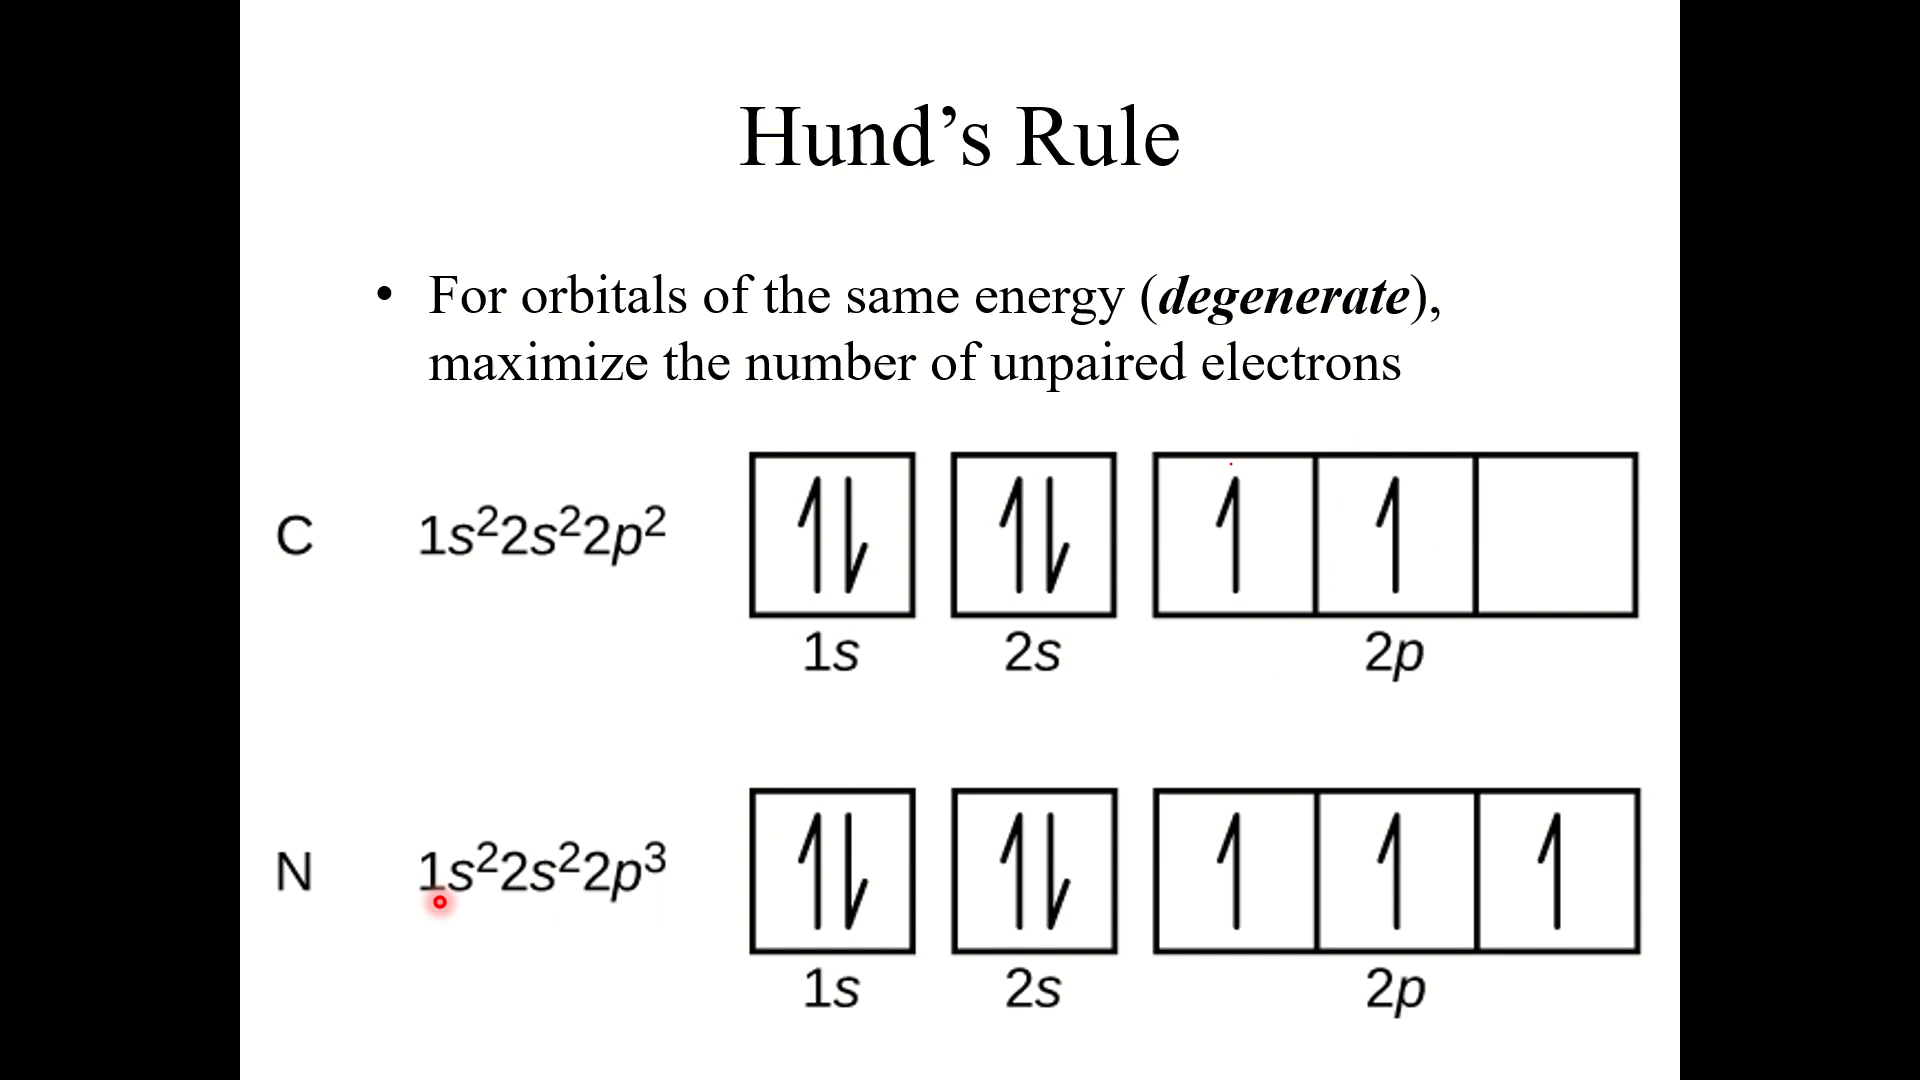 Hund’s Rule
• For orbitals of the same energy (degenerate),
maximize the number of unpaired electrons
C 1s²2s²2p²
1s 2s 2p
N 1s²2s²2p³
1s 2s 2p